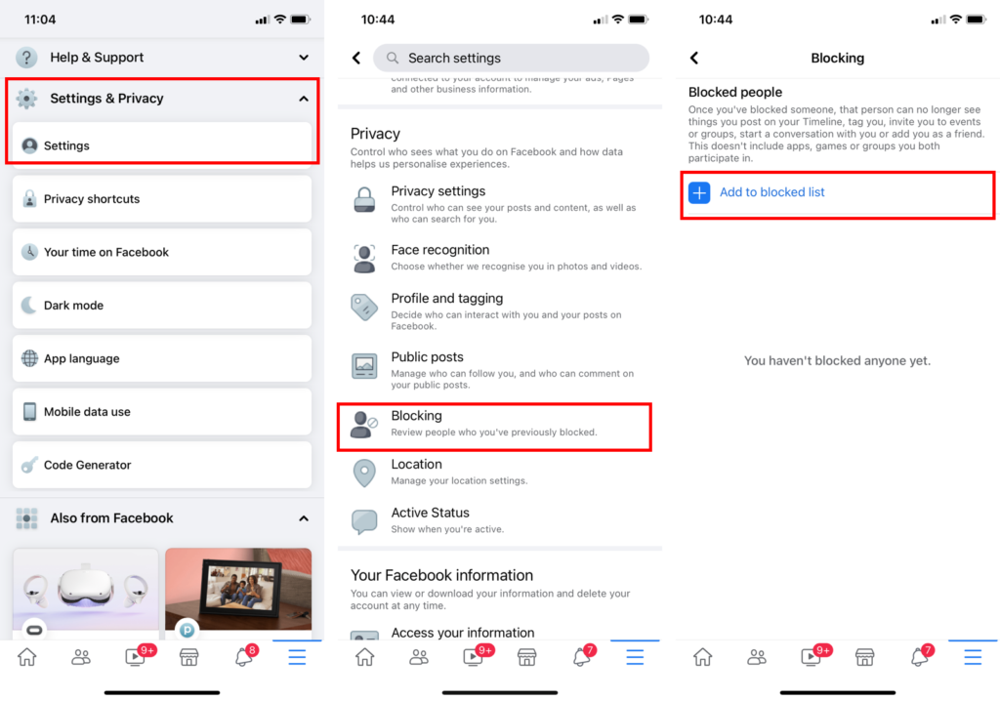 11:04
Help & Support
Settings & Privacy
Settings
Privacy shortcuts
Your time on Facebook
Dark mode
App language
Mobile data use
Code Generator
Also from Facebook
9+
8
10:44
Search settings
connected to your account to manage your ads, Pages
and other business information.
Privacy
Control who sees what you do on Facebook and how data
helps us personalise experiences.
Privacy settings
Control who can see your posts and content, as well as
who can search for you.
Face recognition
Choose whether we recognise you in photos and videos.
Profile and tagging
Decide who can interact with you and your posts on
Facebook.
Public posts
Manage who can follow you, and who can comment on
your public posts.
Blocking
Review people who you've previously blocked.
Location
Manage your location settings.
Active Status
Show when you're active.
Your Facebook information
You can view or download your information and delete your
account at any time.
Access your information
9+
7
10:44
Blocking
Blocked people
Once you've blocked someone, that person can no longer see
things you post on your Timeline, tag you, invite you to events
or groups, start a conversation with you or add you as a friend.
This doesn't include apps, games or groups you both
participate in.
Add to blocked list
You haven't blocked anyone yet.
9+
7